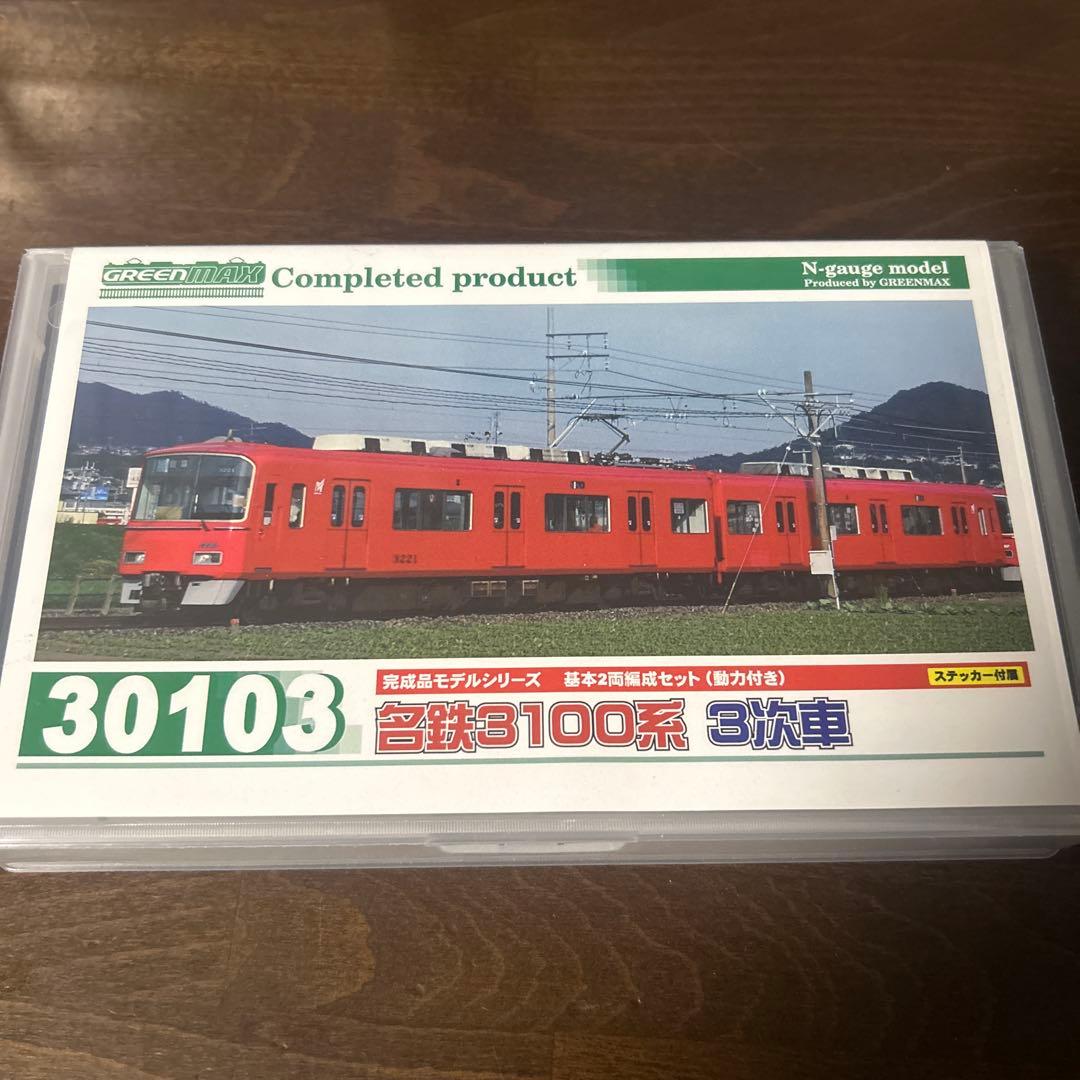 GREENMAX Completed product
N-gauge model
Produced by GREENMAX
30103
完成品モデルシリーズ 基本2両編成セット(動力付き)
ステッカー付属
名鉄3100系 3次車
3221